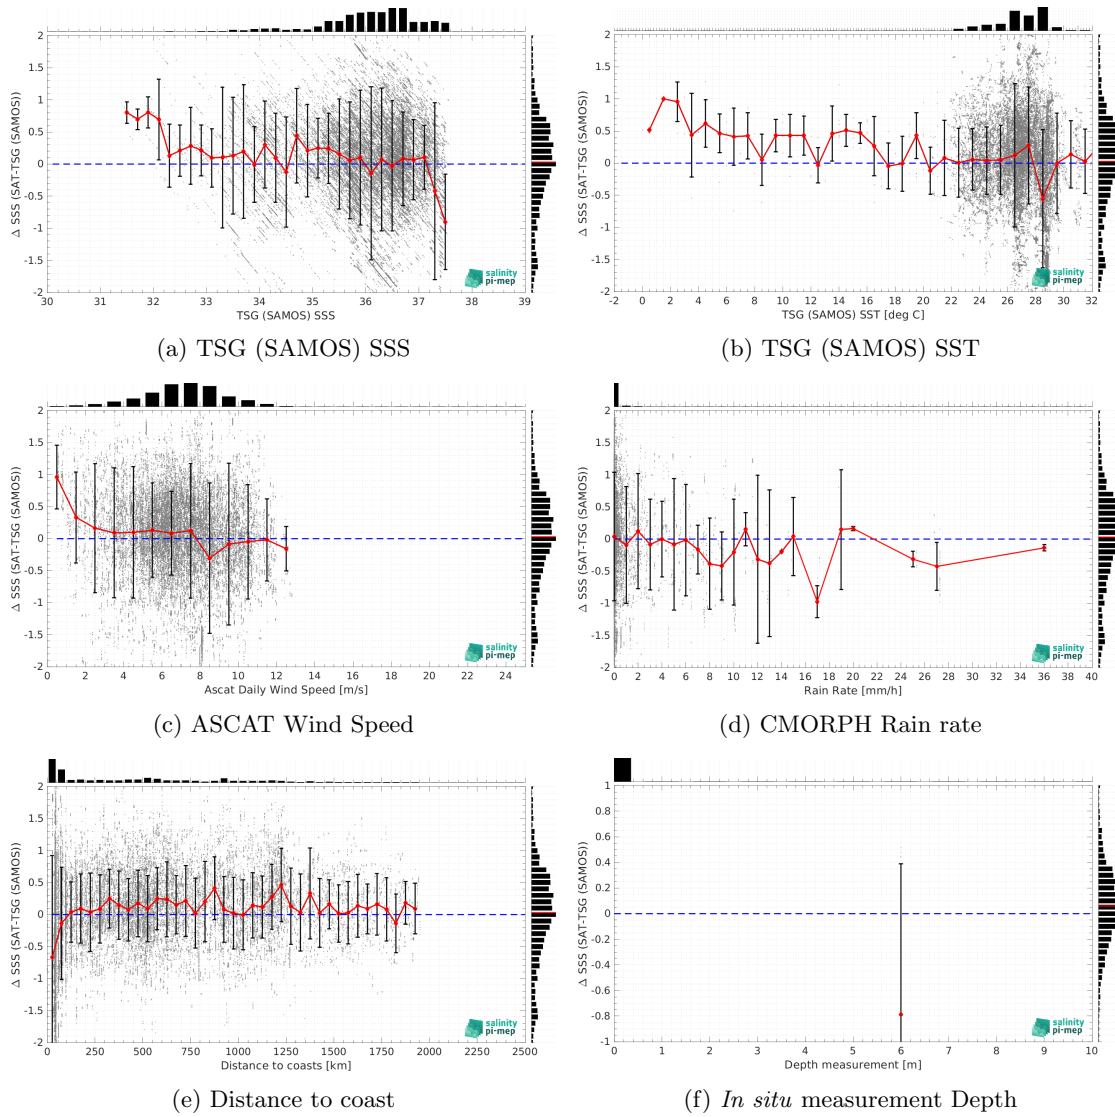 2
1.5
1
0.5
0
-0.5
-1
-1.5
-2
Δ SSS (SAT-TSG (SAMOS))
30 31 32 33 34 35 36 37 38 39
TSG (SAMOS) SSS
salinity
pi-mep
(a) TSG (SAMOS) SSS
2
1.5
1
0.5
0
-0.5
-1
-1.5
-2
Δ SSS (SAT-TSG (SAMOS))
-2 0 2 4 6 8 10 12 14 16 18 20 22 24 26 28 30 32
TSG (SAMOS) SST [deg C]
salinity
pi-mep
(b) TSG (SAMOS) SST
2
1.5
1
0.5
0
-0.5
-1
-1.5
-2
Δ SSS (SAT-TSG (SAMOS))
0 2 4 6 8 10 12 14 16 18 20 22 24
Ascat Daily Wind Speed [m/s]
salinity
pi-mep
(c) ASCAT Wind Speed
2
1.5
1
0.5
0
-0.5
-1
-1.5
-2
Δ SSS (SAT-TSG (SAMOS))
0 2 4 6 8 10 12 14 16 18 20 22 24 26 28 30 32 34 36 38 40
Rain Rate [mm/h]
salinity
pi-mep
(d) CMORPH Rain rate
2
1.5
1
0.5
0
-0.5
-1
-1.5
-2
Δ SSS (SAT-TSG (SAMOS))
0 250 500 750 1000 1250 1500 1750 2000 2250 2500
Distance to coasts [km]
salinity
pi-mep
(e) Distance to coast
1
0.8
0.6
0.4
0.2
0
-0.2
-0.4
-0.6
-0.8
-1
Δ SSS (SAT-TSG (SAMOS))
0 1 2 3 4 5 6 7 8 9 10
Depth measurement [m]
salinity
pi-mep
(f) In situ measurement Depth